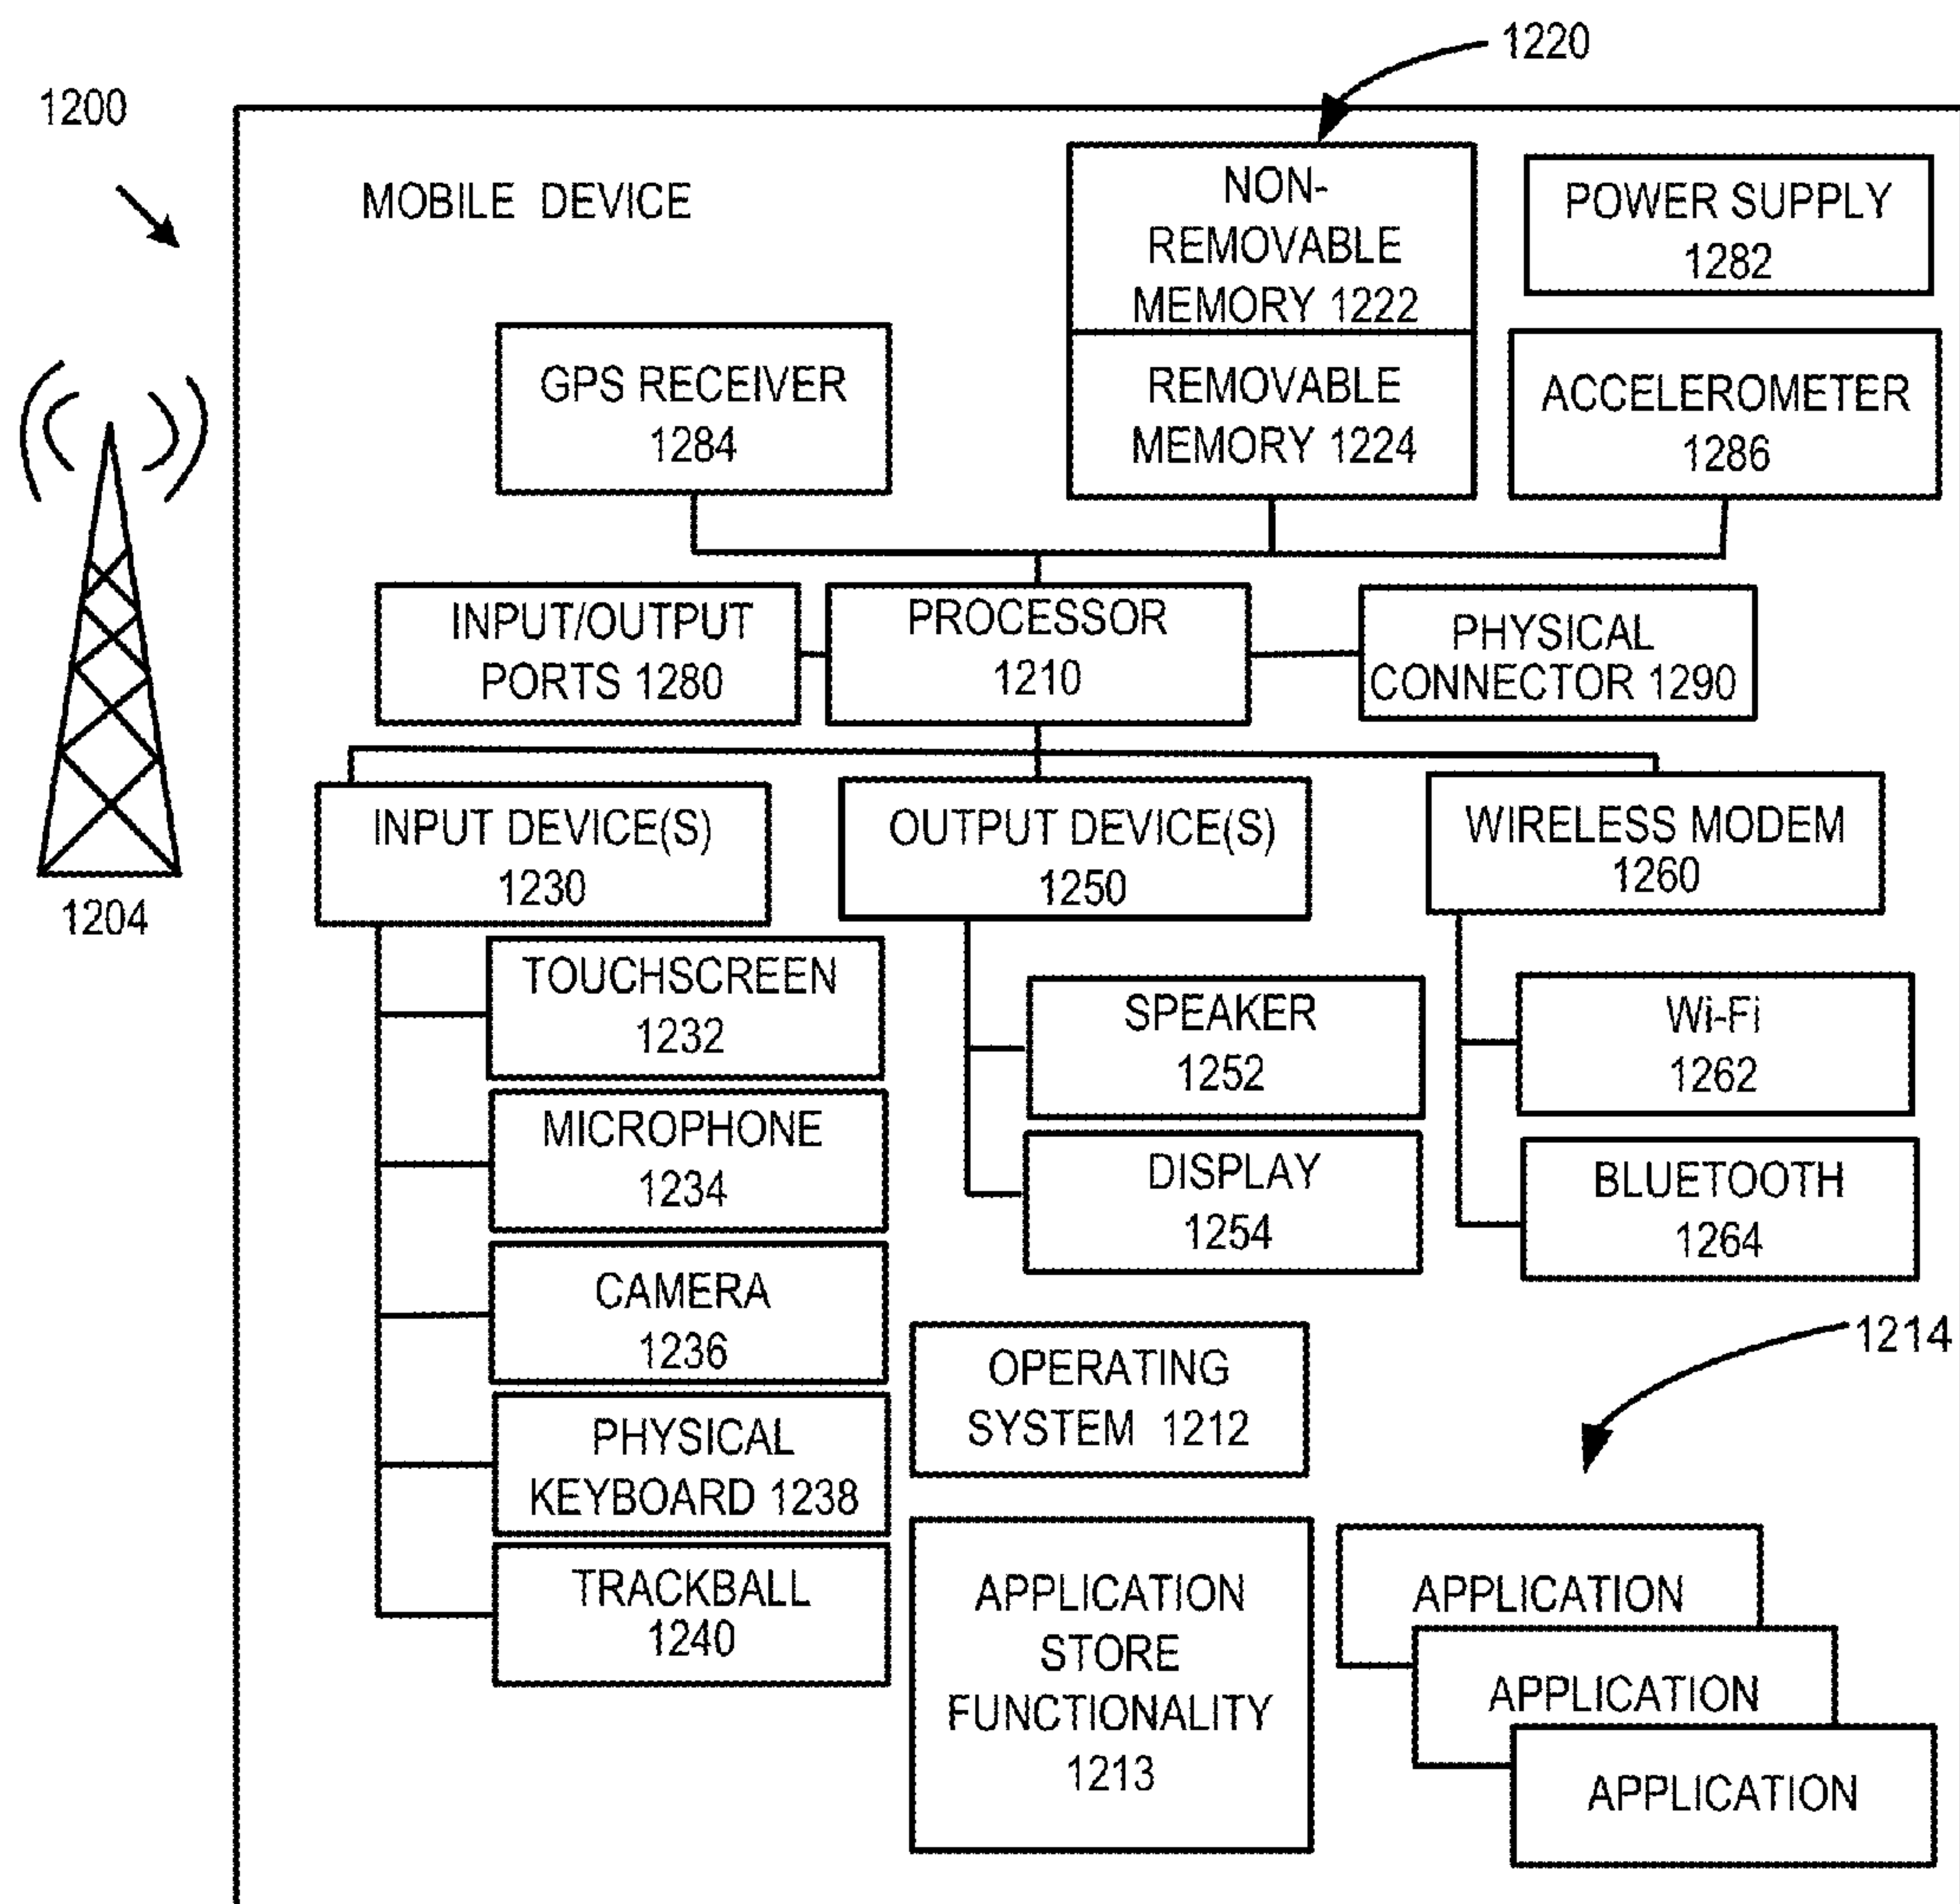 1220
1200
MOBILE DEVICE
NON-
REMOVABLE
MEMORY 1222
POWER SUPPLY
1282
GPS RECEIVER
1284
REMOVABLE
MEMORY 1224
ACCELEROMETER
1286
INPUT/OUTPUT
PORTS 1280
PROCESSOR
1210
PHYSICAL
CONNECTOR 1290
INPUT DEVICE(S)
1230
OUTPUT DEVICE(S)
1250
WIRELESS MODEM
1260
1204
TOUCHSCREEN
1232
MICROPHONE
1234
CAMERA
1236
PHYSICAL
KEYBOARD 1238
TRACKBALL
1240
SPEAKER
1252
DISPLAY
1254
Wi-Fi
1262
BLUETOOTH
1264
OPERATING
SYSTEM 1212
1214
APPLICATION
STORE
FUNCTIONALITY
1213
APPLICATION
APPLICATION
APPLICATION